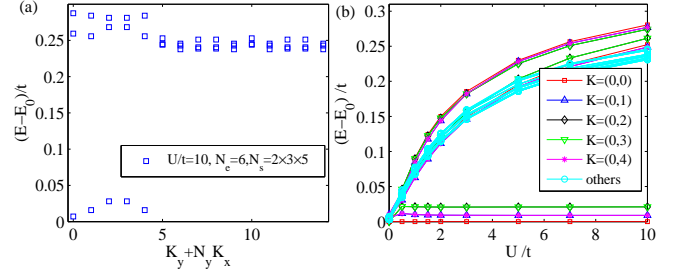 (a)
(E−E0)/t
0.25
0.2
0.15
0.1
0.05
0
0 5 10
Ky+NyKx
U/t=10, Ne=6,Ns=2×3×5
(b)
(E−E0)/t
0.3
0.25
0.2
0.15
0.1
0.05
0
0 2 4 6 8 10
U/t
K=(0,0)
K=(0,1)
K=(0,2)
K=(0,3)
K=(0,4)
others